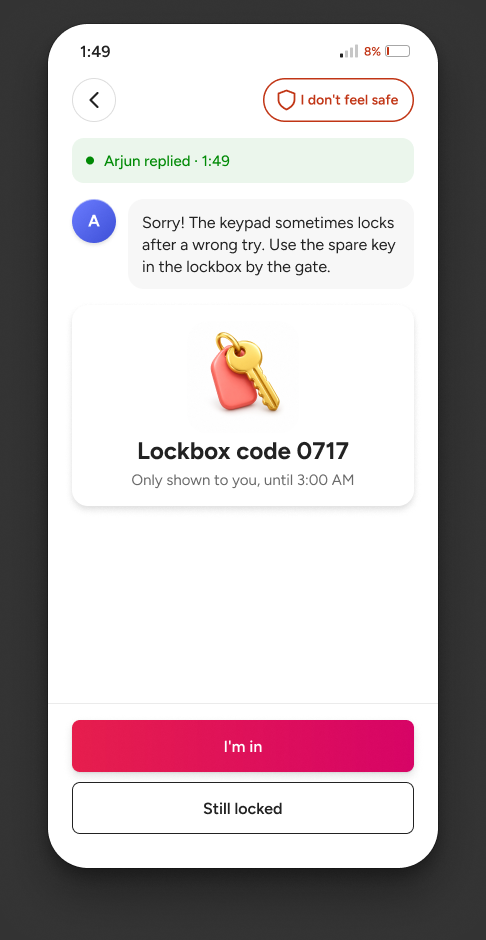 1:49
8%
I don't feel safe
Arjun replied · 1:49
A
Sorry! The keypad sometimes locks
after a wrong try. Use the spare key
in the lockbox by the gate.
Lockbox code 0717
Only shown to you, until 3:00 AM
I'm in
Still locked